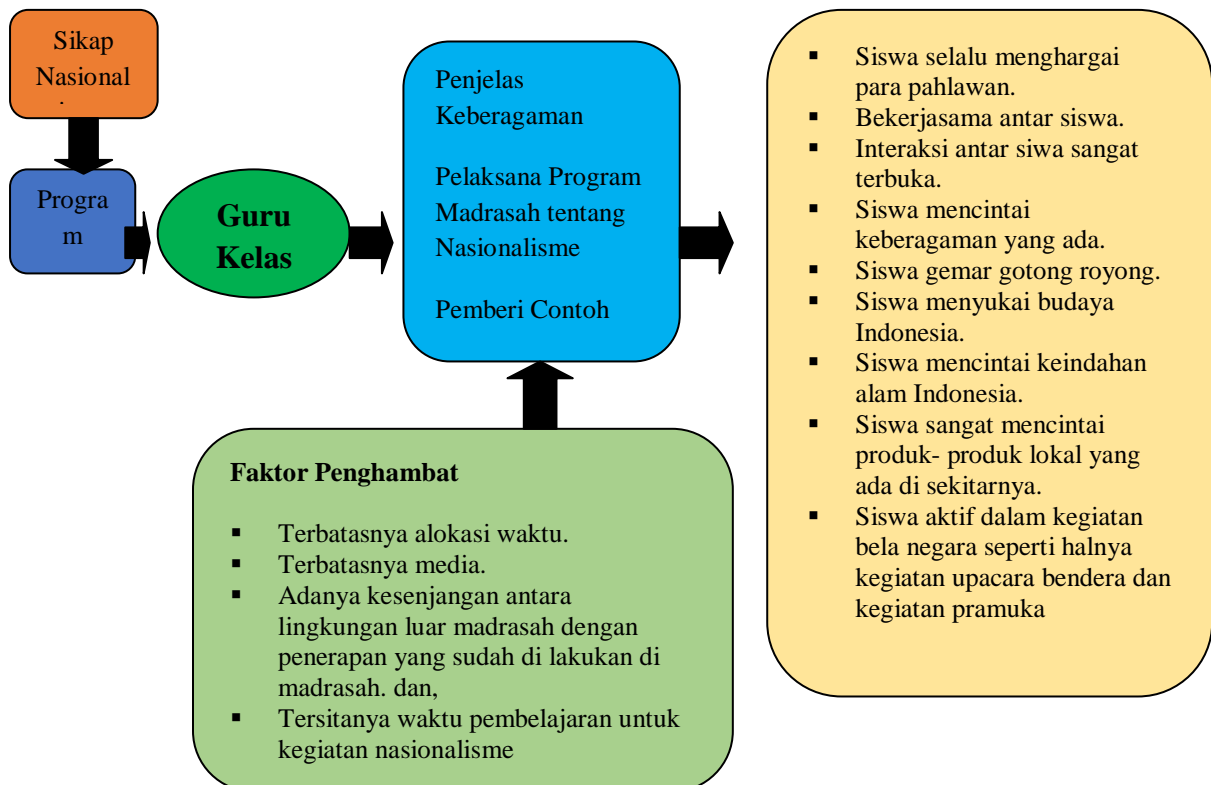 Sikap
Nasional
Progra
m
Guru
Kelas
Penjelas
Keberagaman
Pelaksana Program
Madrasah tentang
Nasionalisme
Pemberi Contoh
▪ Siswa selalu menghargai
para pahlawan.
▪ Bekerjasama antar siswa.
▪ Interaksi antar siwa sangat
terbuka.
▪ Siswa mencintai
keberagaman yang ada.
▪ Siswa gemar gotong royong.
▪ Siswa menyukai budaya
Indonesia.
▪ Siswa mencintai keindahan
alam Indonesia.
▪ Siswa sangat mencintai
produk- produk lokal yang
ada di sekitarnya.
▪ Siswa aktif dalam kegiatan
bela negara seperti halnya
kegiatan upacara bendera dan
kegiatan pramuka
Faktor Penghambat
▪ Terbatasnya alokasi waktu.
▪ Terbatasnya media.
▪ Adanya kesenjangan antara
lingkungan luar madrasah dengan
penerapan yang sudah di lakukan di
madrasah. dan,
▪ Tersitanya waktu pembelajaran untuk
kegiatan nasionalisme